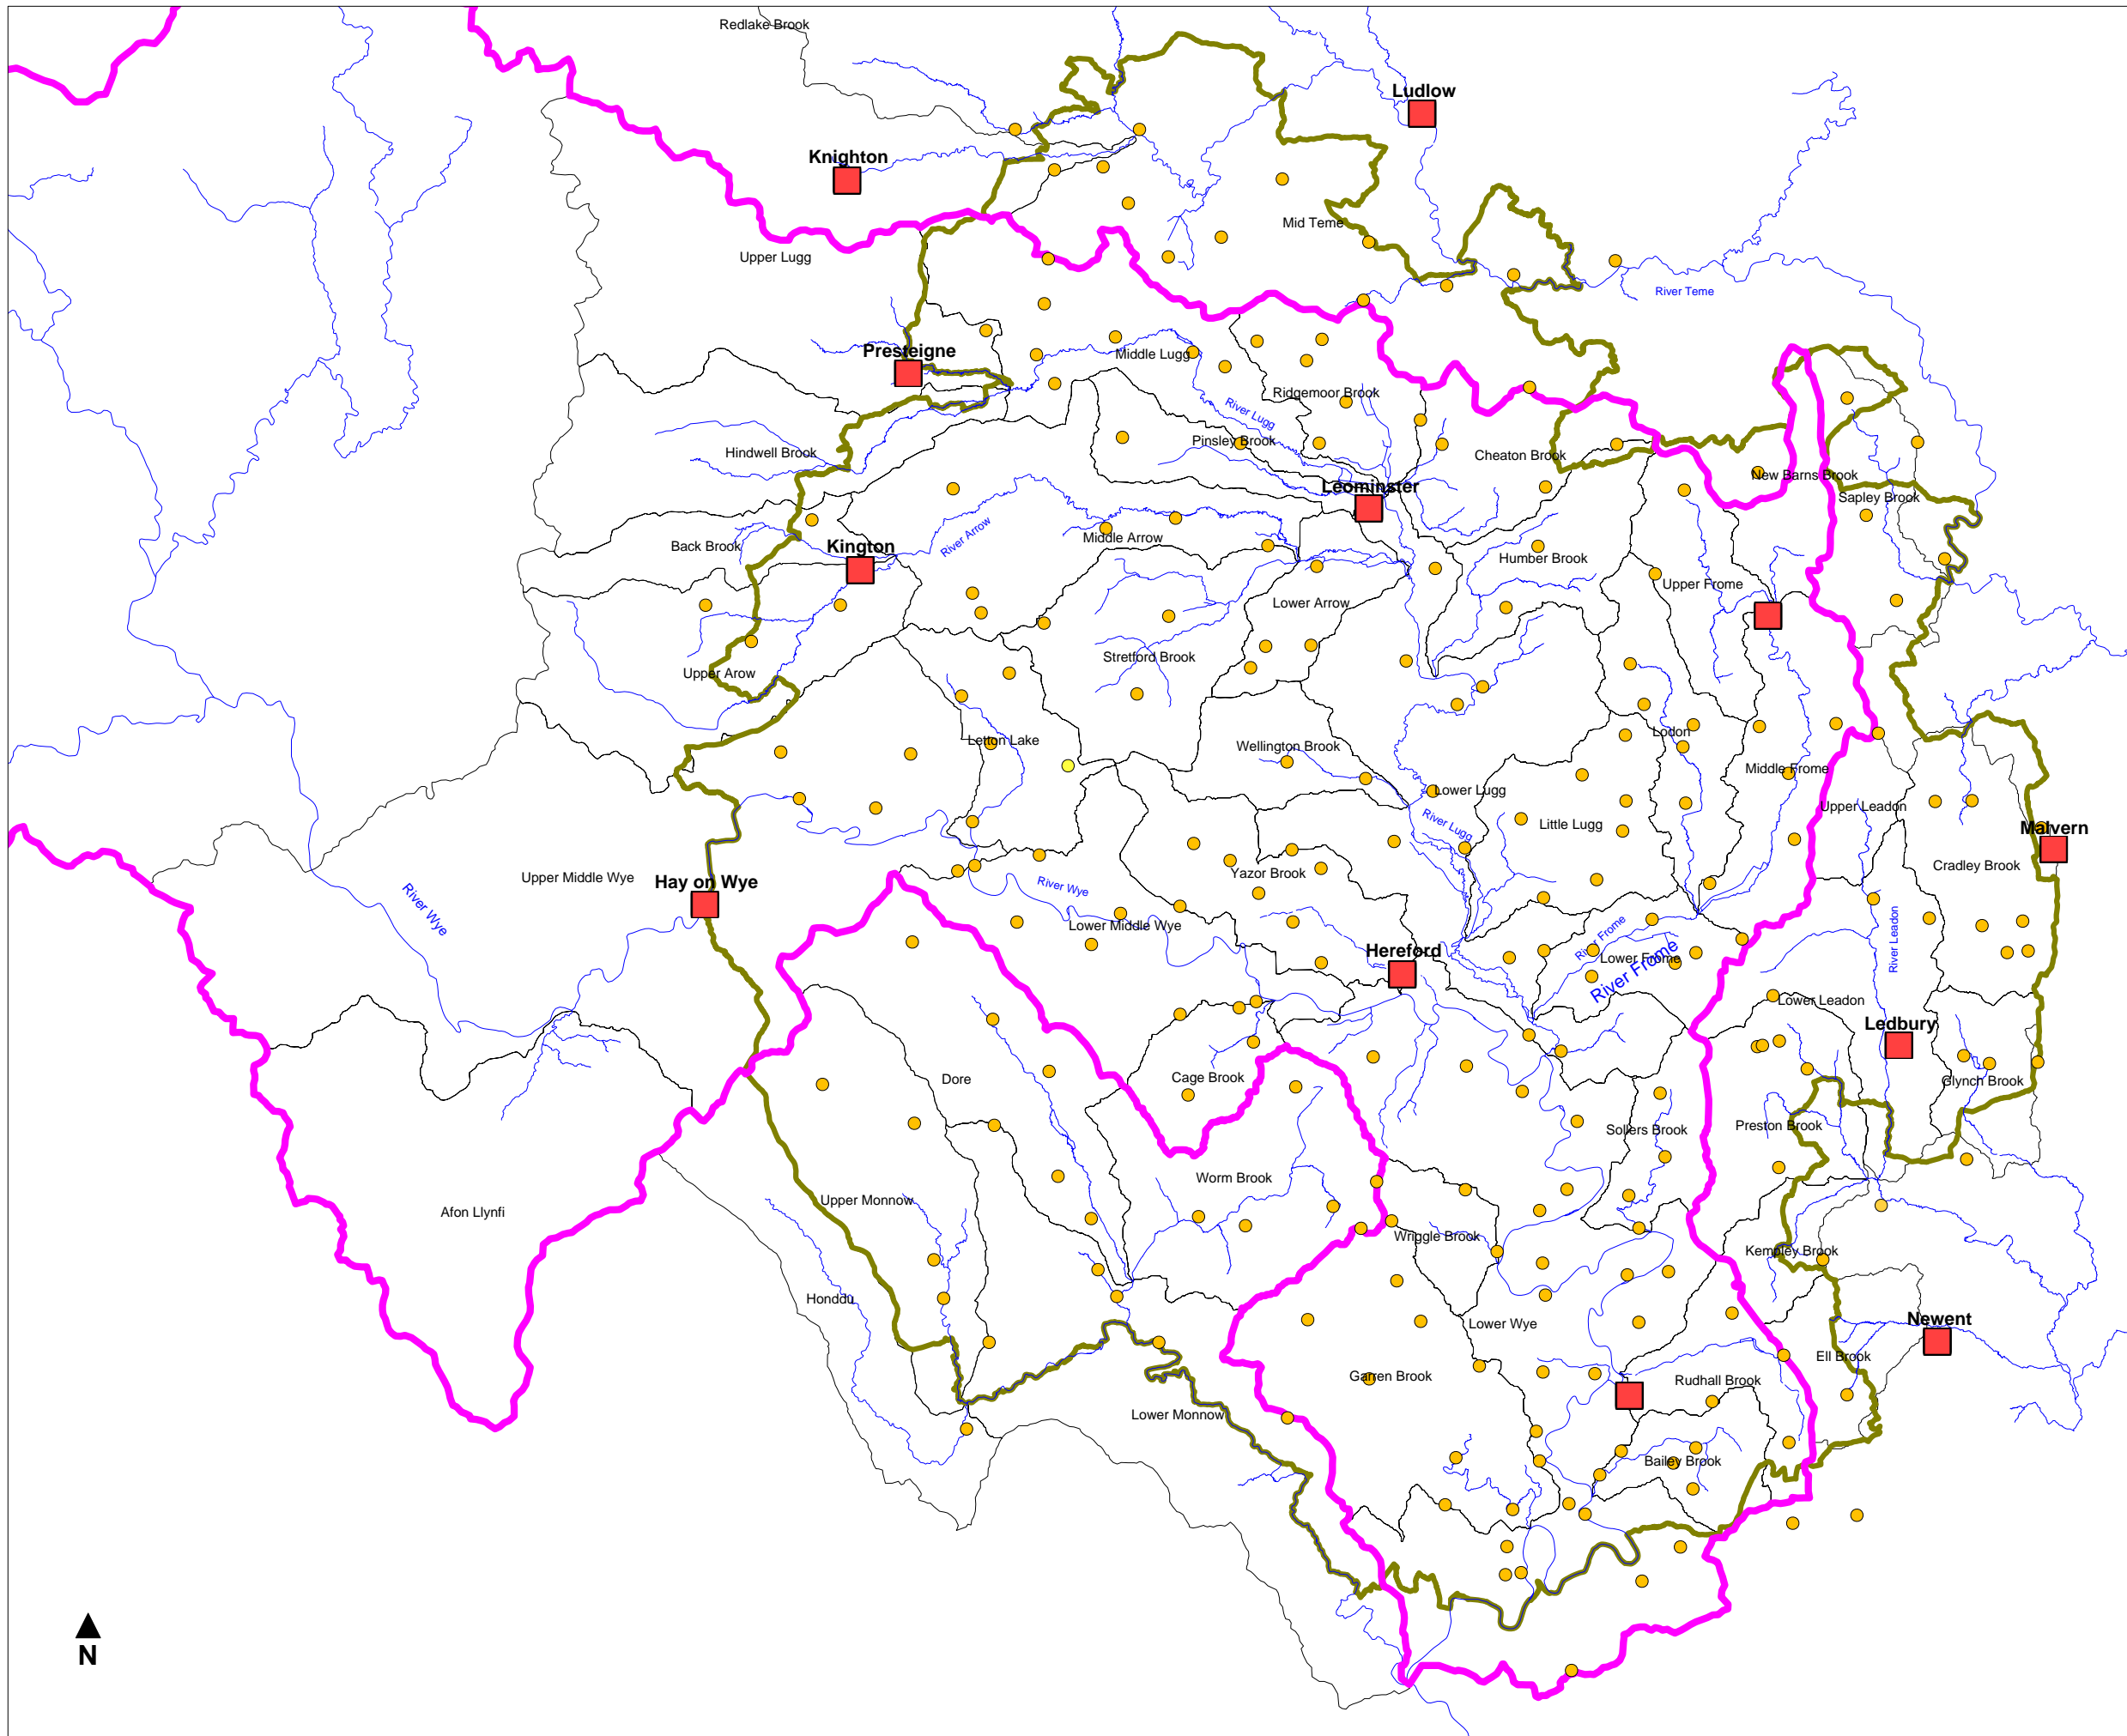 Redlake Brook
Ludlow
Knighton
Mid Teme
Upper Lugg
River Teme
Presteigne
Middle Lugg
Ridgemoor Brook
River Lugg
Pinsley Brook
Hindwell Brook
Cheaton Brook
New Barns Brook
Sapley Brook
Leominster
River Arrow
Middle Arrow
Back Brook
Kington
Humber Brook
Upper Frome
Lower Arrow
Stretford Brook
Upper Arow
Letton Lake
Wellington Brook
Lodon
Middle Frome
Lower Lugg
Upper Leadon
River Lugg
Little Lugg
Malvern
Cradley Brook
Yazor Brook
Upper Middle Wye
Hay on Wye
River Wye
River Wye
Lower Middle Wye
River Frome
River Leadon
Hereford
Lower Frome
River Frome
Lower Leadon
Ledbury
Dore
Cage Brook
Glynch Brook
Sollers Brook
Preston Brook
Worm Brook
Upper Monnow
Afon Llynfi
Wriggle Brook
Kempley Brook
Honddu
Lower Wye
Newent
Ell Brook
Garren Brook
Rudhall Brook
Lower Monnow
Bailey Brook
N